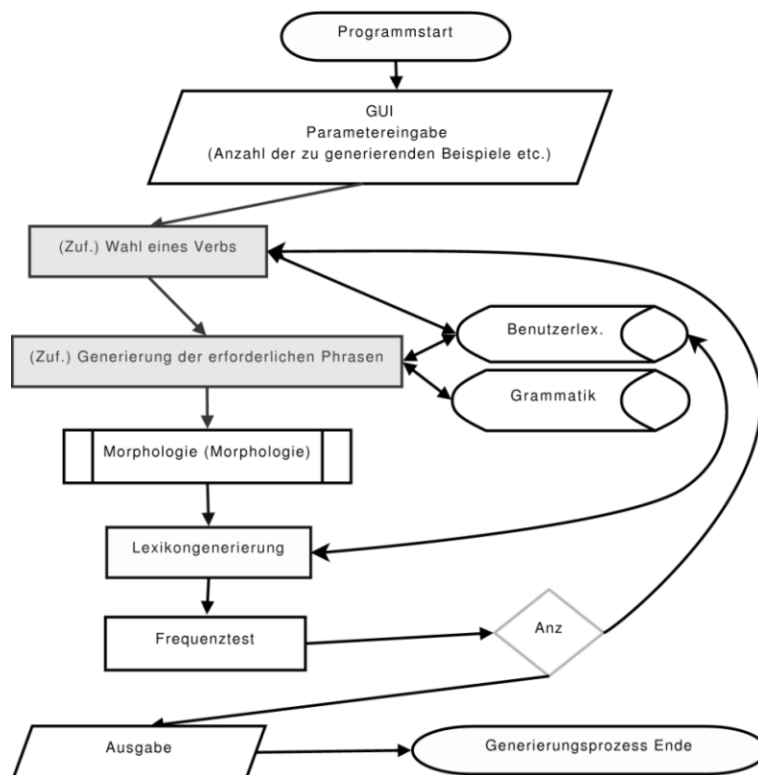 Programmstart
GUI
Parametereingabe
(Anzahl der zu generierenden Beispiele etc.)
(Zuf.) Wahl eines Verbs
Benutzerlex.
(Zuf.) Generierung der erforderlichen Phrasen
Grammatik
Morphologie (Morphologie)
Lexikongenerierung
Frequenztest
Anz
Ausgabe
Generierungsprozess Ende